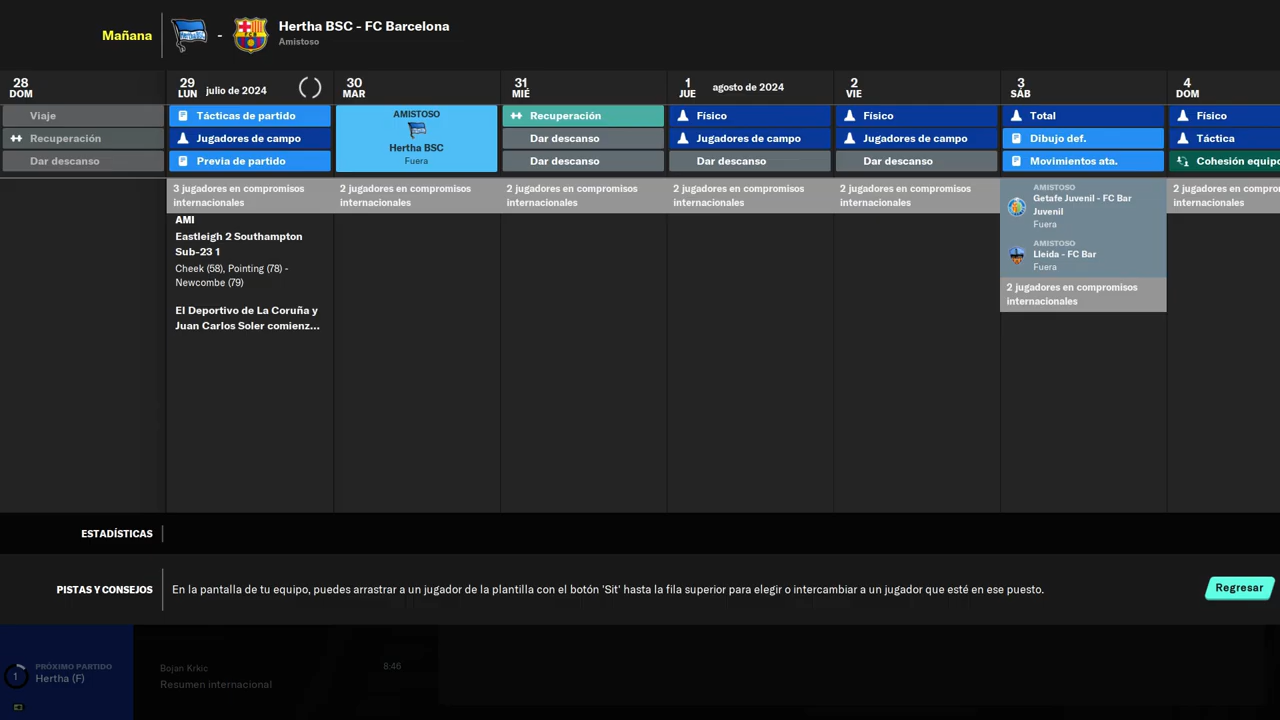 Mañana
-
Hertha BSC - FC Barcelona
Amistoso
28
DOM
29
LUN
julio de 2024
30
MAR
31
MIÉ
1
JUE
agosto de 2024
2
VIE
3
SÁB
4
DOM
Viaje
Recuperación
Dar descanso
Tácticas de partido
Jugadores de campo
Previa de partido
AMISTOSO
Hertha BSC
Fuera
Recuperación
Dar descanso
Dar descanso
Físico
Jugadores de campo
Dar descanso
Físico
Jugadores de campo
Dar descanso
Total
Dibujo def.
Movimientos ata.
Físico
Táctica
Cohesión equipo
3 jugadores en compromisos
internacionales
AMI
Eastleigh 2 Southampton
Sub-23 1
Cheek (58), Pointing (78) -
Newcombe (79)
El Deportivo de La Coruña y
Juan Carlos Soler comienz...
2 jugadores en compromisos
internacionales
2 jugadores en compromisos
internacionales
2 jugadores en compromisos
internacionales
2 jugadores en compromisos
internacionales
AMISTOSO
Getafe Juvenil - FC Bar
Juvenil
Fuera
AMISTOSO
Lleida - FC Bar
Fuera
2 jugadores en compromisos
internacionales
2 jugadores en com
internacionales
ESTADÍSTICAS
PISTAS Y CONSEJOS
En la pantalla de tu equipo, puedes arrastrar a un jugador de la plantilla con el botón 'Sit' hasta la fila superior para elegir o intercambiar a un jugador que esté en ese puesto.
Regresar
1
PRÓXIMO PARTIDO
Hertha (F)
Bojan Krkic
8:46
Resumen internacional